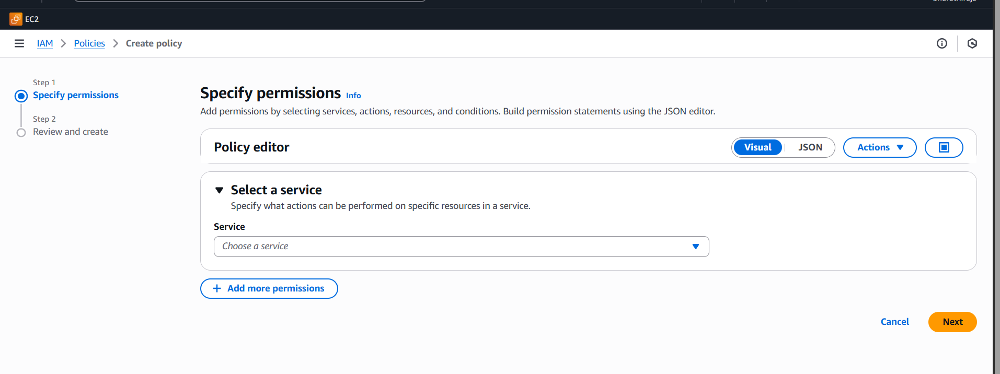 EC2
IAM > Policies > Create policy
Step 1
Specify permissions
Step 2
Review and create
Specify permissions Info
Add permissions by selecting services, actions, resources, and conditions. Build permission statements using the JSON editor.
Policy editor
Visual | JSON
Actions
Select a service
Specify what actions can be performed on specific resources in a service.
Service
Choose a service
+ Add more permissions
Cancel
Next